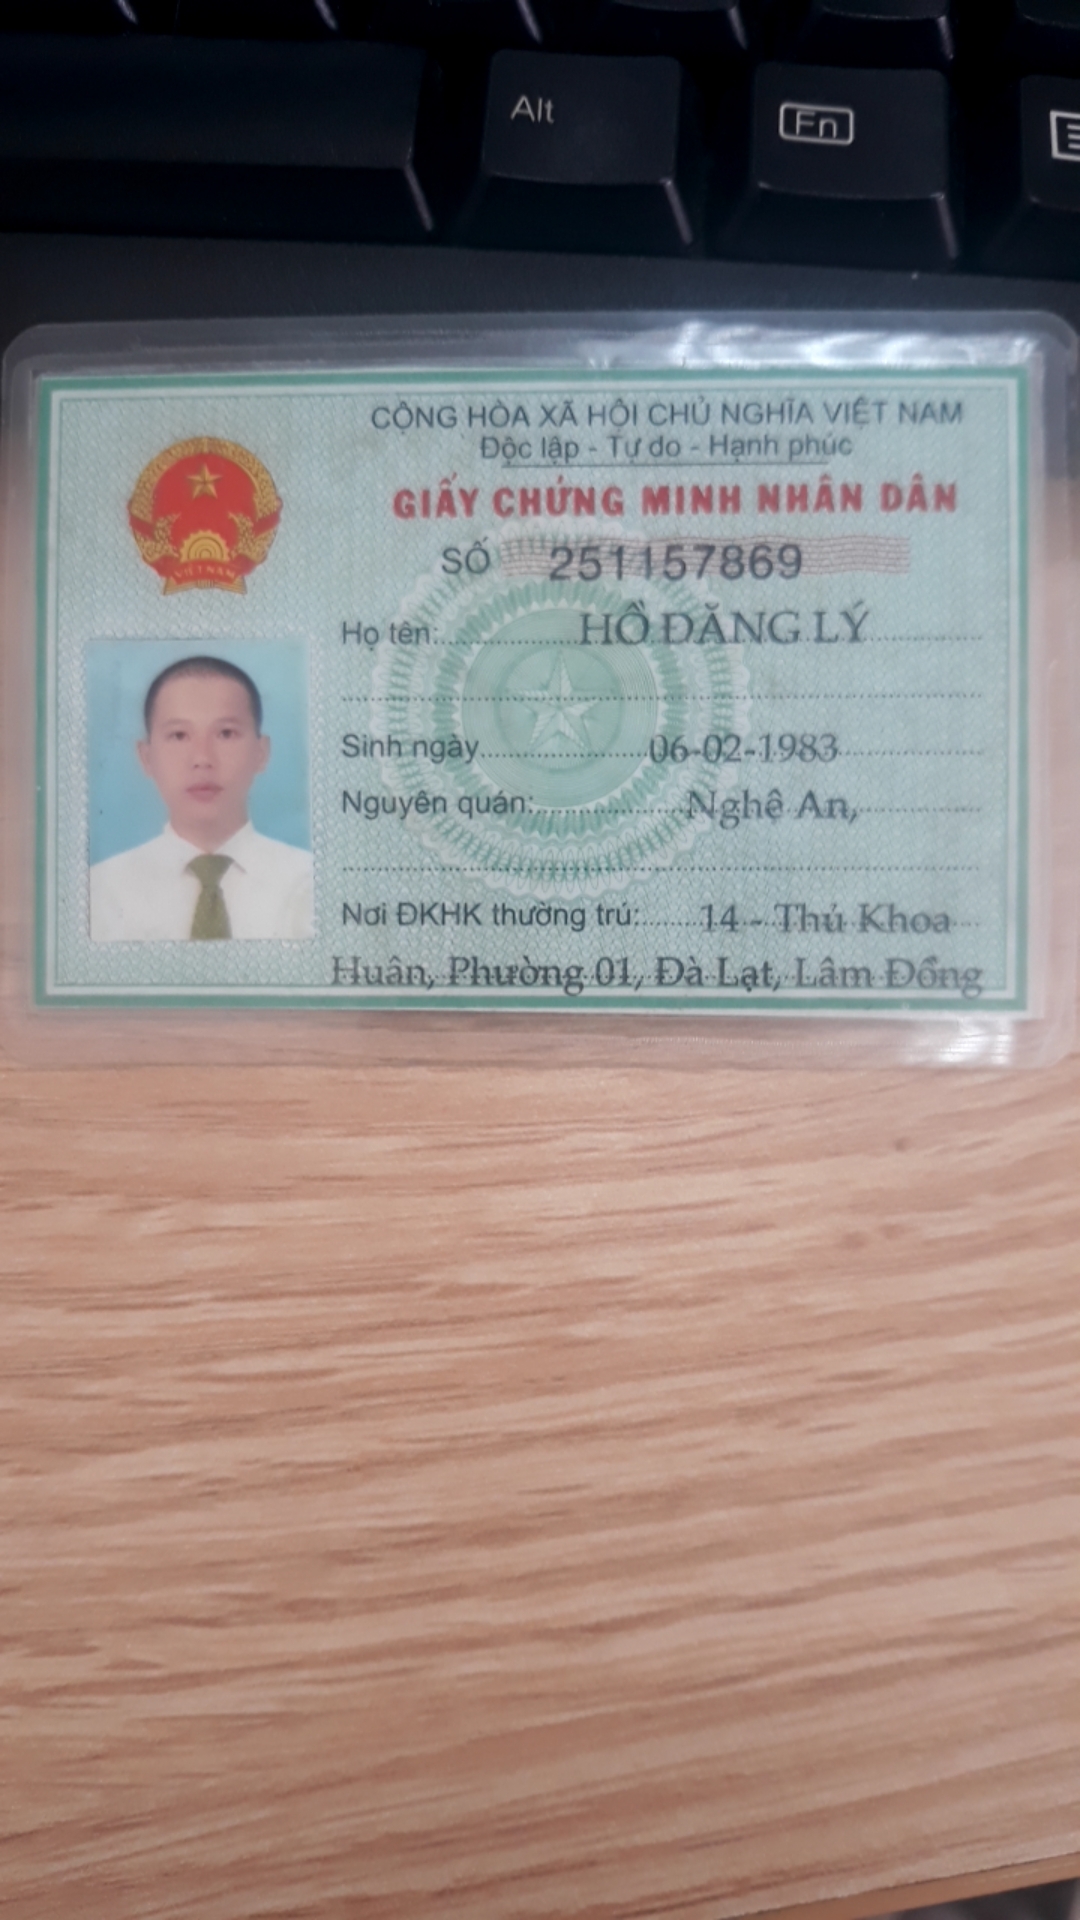 Alt
Fn
CỘNG HÒA XÃ HỘI CHỦ NGHĨA VIỆT NAM
Độc lập - Tự do - Hạnh phúc
GIẤY CHỨNG MINH NHÂN DÂN
SỐ 251157869
VIỆT NAM
Họ tên: HỒ ĐĂNG LÝ
Sinh ngày 06-02-1983
Nguyên quán: Nghệ An,
Nơi ĐKHK thường trú: 14 - Thủ Khoa
Huân, Phường 01, Đà Lạt, Lâm Đồng